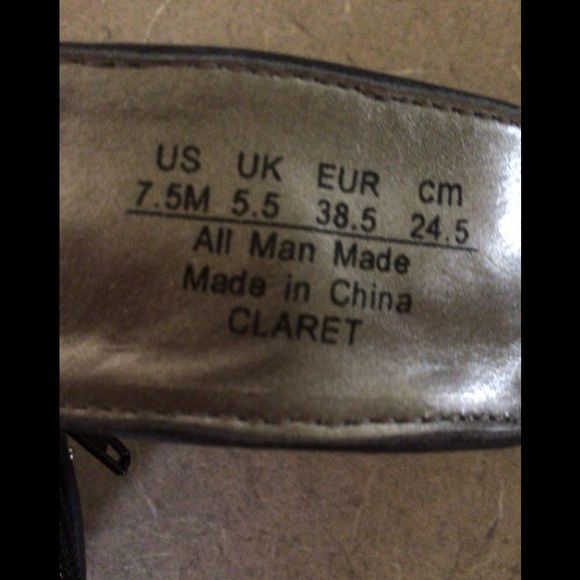 US UK EUR cm
7.5M 5.5 38.5 24.5
All Man Made
Made in China
CLARET